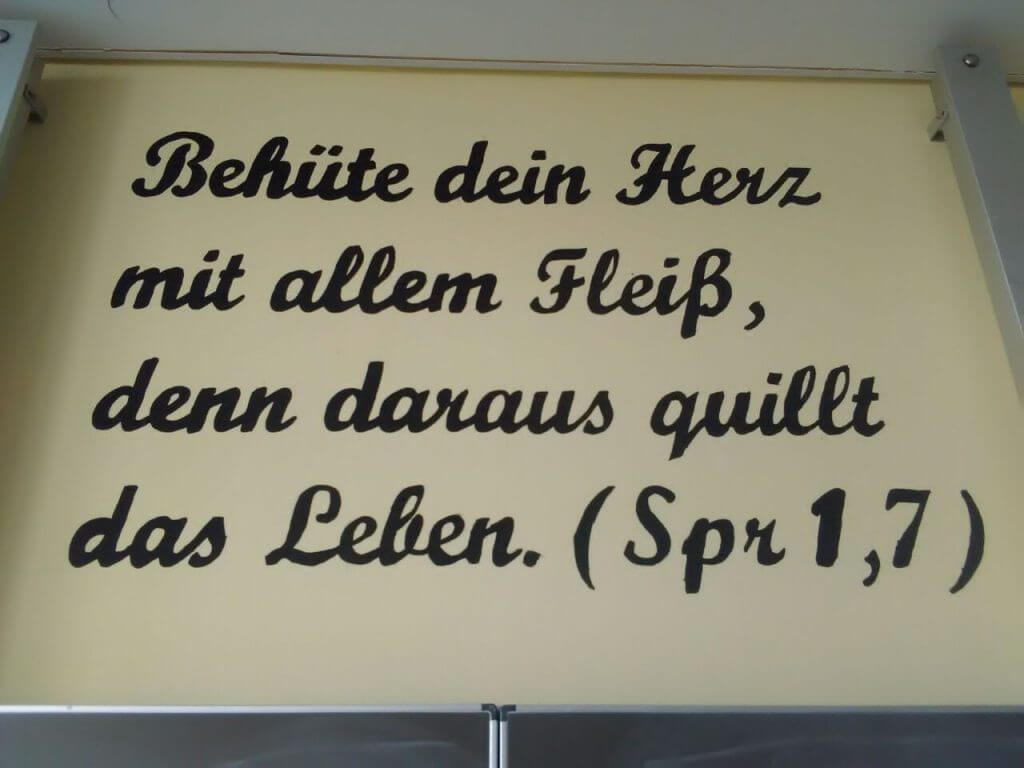 Behüte dein Herz
mit allem Fleiß,
denn daraus quillt
das Leben. (Spr 1,7)